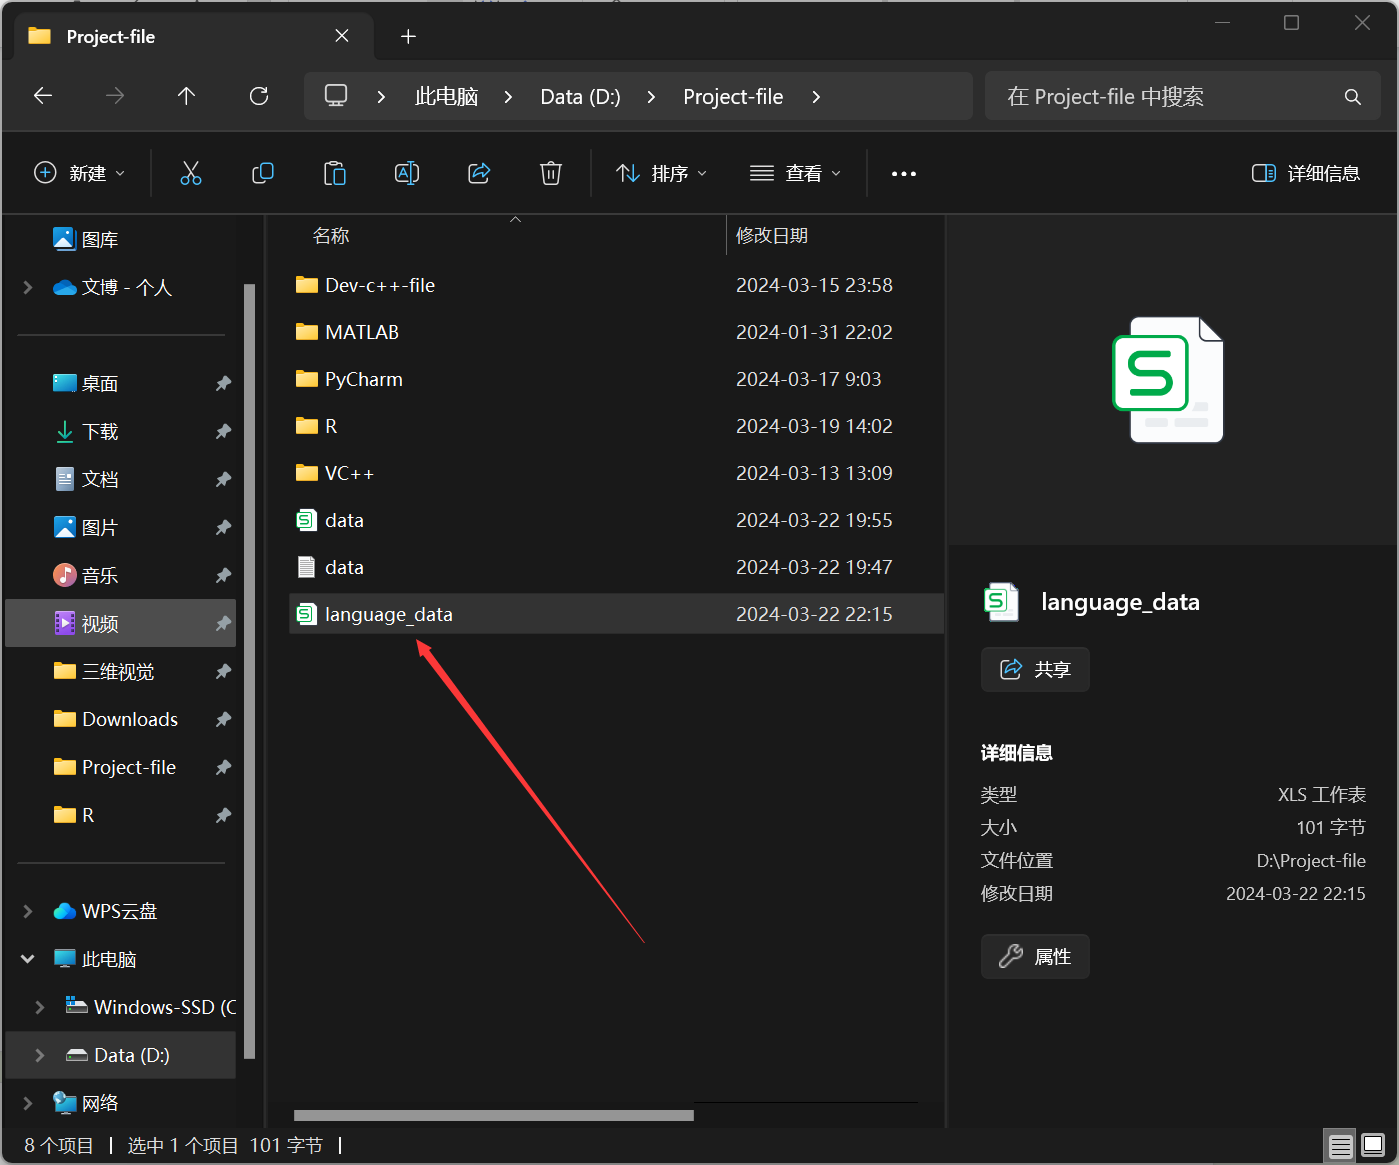 Project-file
此电脑
Data (D:)
Project-file
在 Project-file 中搜索
新建
排序
查看
详细信息
图库
文博 - 个人
桌面
下载
文档
图片
音乐
视频
三维视觉
Downloads
Project-file
R
WPS云盘
此电脑
Windows-SSD (C
Data (D:)
网络
名称 修改日期
Dev-c++-file 2024-03-15 23:58
MATLAB 2024-01-31 22:02
PyCharm 2024-03-17 9:03
R 2024-03-19 14:02
VC++ 2024-03-13 13:09
data 2024-03-22 19:55
data 2024-03-22 19:47
language_data 2024-03-22 22:15
language_data
共享
详细信息
类型 XLS 工作表
大小 101 字节
文件位置 D:\Project-file
修改日期 2024-03-22 22:15
属性
8 个项目 选中 1 个项目 101 字节